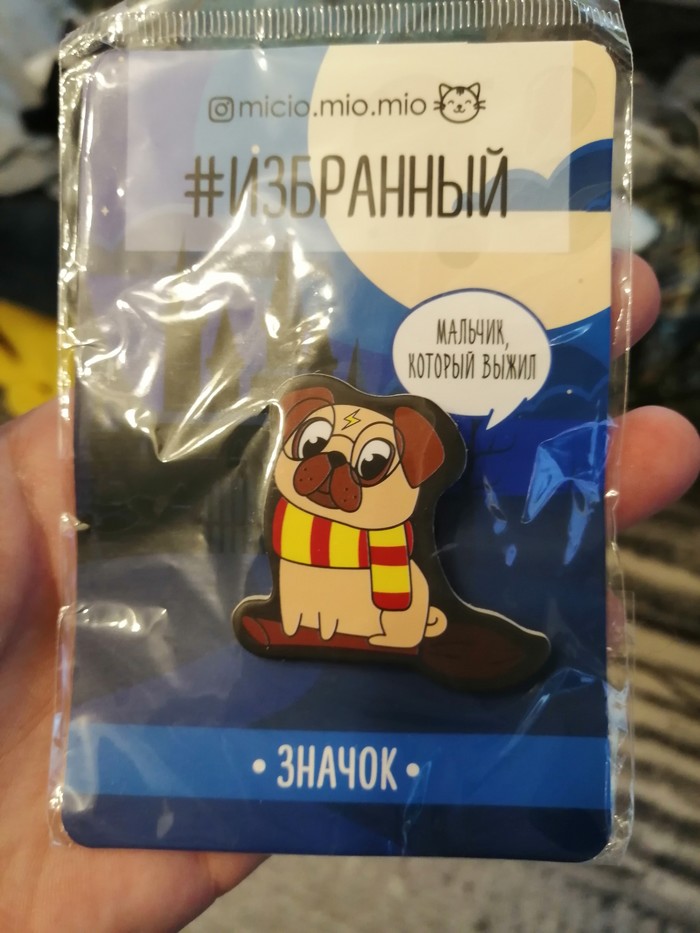 micio.mio.mio
#ИЗБРАННЫЙ
МАЛЬЧИК,
КОТОРЫЙ ВЫЖИЛ
• ЗНАЧОК •